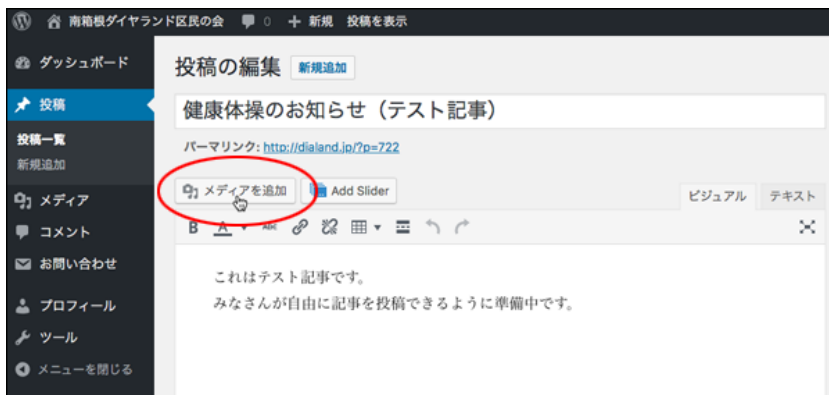 南箱根ダイヤランド区民の会 0 + 新規 投稿を表示
ダッシュボード
投稿
投稿一覧
新規追加
メディア
コメント
お問い合わせ
プロフィール
ツール
メニューを閉じる
投稿の編集 新規追加
健康体操のお知らせ（テスト記事）
パーマリンク: http://dialand.jp/?p=722
メディアを追加 Add Slider
ビジュアル テキスト
B A ABC
これはテスト記事です。
みなさんが自由に記事を投稿できるように準備中です。